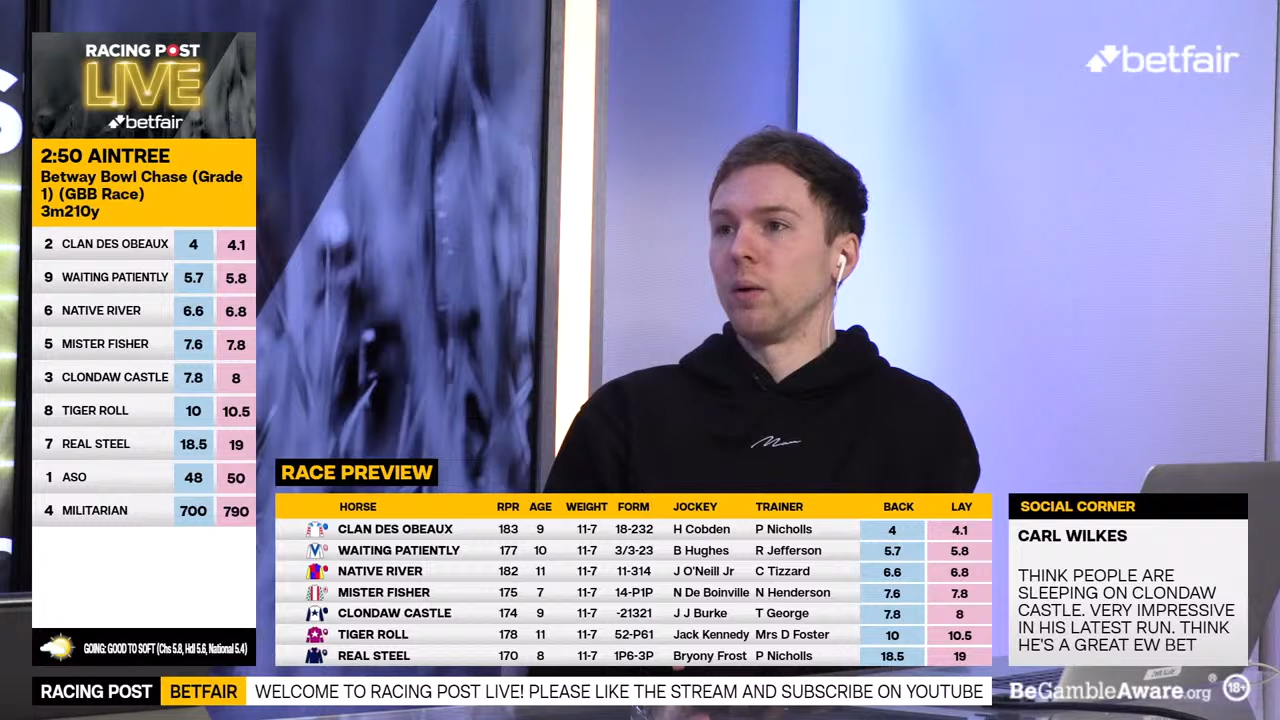 RACING POST
LIVE
betfair
betfair
2:50 AINTREE
Betway Bowl Chase (Grade
1) (GBB Race)
3m210y
2 CLAN DES OBEAUX 4 4.1
9 WAITING PATIENTLY 5.7 5.8
6 NATIVE RIVER 6.6 6.8
5 MISTER FISHER 7.6 7.8
3 CLONDAW CASTLE 7.8 8
8 TIGER ROLL 10 10.5
7 REAL STEEL 18.5 19
1 ASO 48 50
4 MILITARIAN 700 790
GOING: GOOD TO SOFT (Chs 5.8, Hdl 5.6, National 5.4)
RACE PREVIEW
HORSE RPR AGE WEIGHT FORM JOCKEY TRAINER BACK LAY
CLAN DES OBEAUX 183 9 11-7 18-232 H Cobden P Nicholls 4 4.1
WAITING PATIENTLY 177 10 11-7 3/3-23 B Hughes R Jefferson 5.7 5.8
NATIVE RIVER 182 11 11-7 11-314 J O'Neill Jr C Tizzard 6.6 6.8
MISTER FISHER 175 7 11-7 14-P1P N De Boinville N Henderson 7.6 7.8
CLONDAW CASTLE 174 9 11-7 -21321 J J Burke T George 7.8 8
TIGER ROLL 178 11 11-7 52-P61 Jack Kennedy Mrs D Foster 10 10.5
REAL STEEL 170 8 11-7 1P6-3P Bryony Frost P Nicholls 18.5 19
SOCIAL CORNER
CARL WILKES
THINK PEOPLE ARE
SLEEPING ON CLONDAW
CASTLE. VERY IMPRESSIVE
IN HIS LATEST RUN. THINK
HE'S A GREAT EW BET
RACING POST BETFAIR WELCOME TO RACING POST LIVE! PLEASE LIKE THE STREAM AND SUBSCRIBE ON YOUTUBE
BeGambleAware.org® 18+